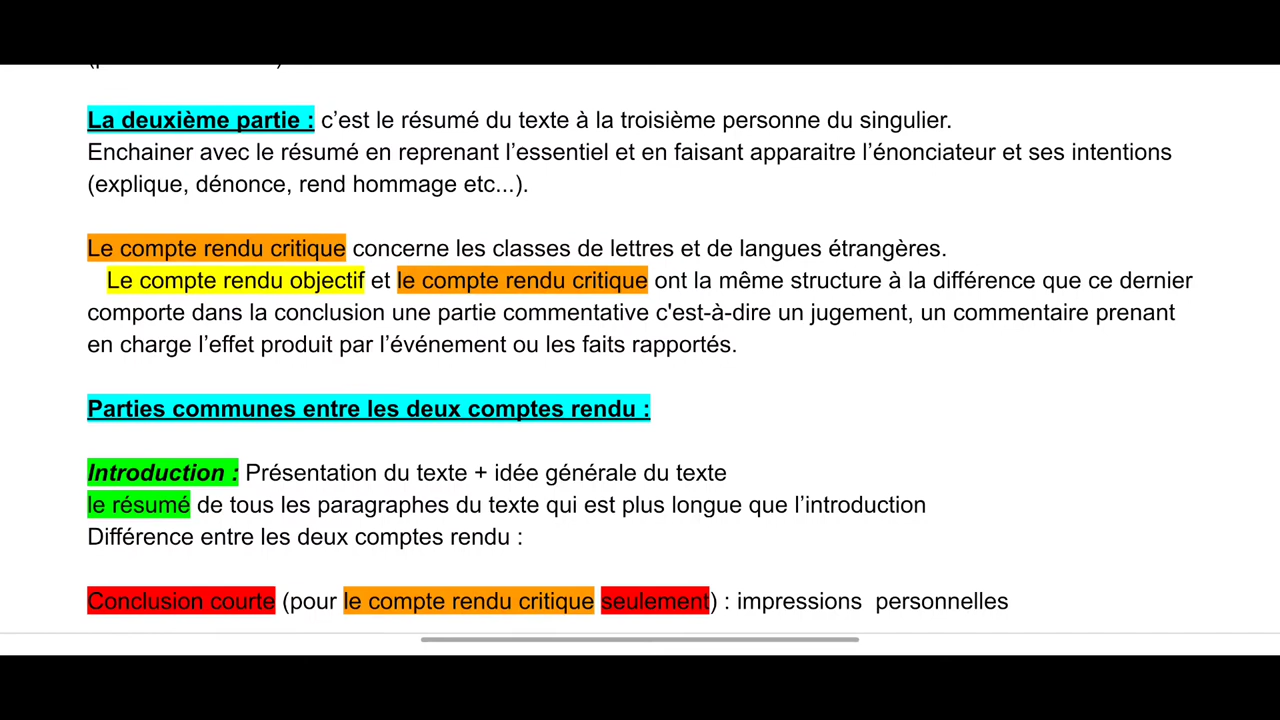 La deuxième partie : c’est le résumé du texte à la troisième personne du singulier.
Enchainer avec le résumé en reprenant l’essentiel et en faisant apparaitre l’énonciateur et ses intentions
(explique, dénonce, rend hommage etc...).
Le compte rendu critique concerne les classes de lettres et de langues étrangères.
Le compte rendu objectif et le compte rendu critique ont la même structure à la différence que ce dernier
comporte dans la conclusion une partie commentative c'est-à-dire un jugement, un commentaire prenant
en charge l’effet produit par l’événement ou les faits rapportés.
Parties communes entre les deux comptes rendu :
Introduction : Présentation du texte + idée générale du texte
le résumé de tous les paragraphes du texte qui est plus longue que l’introduction
Différence entre les deux comptes rendu :
Conclusion courte (pour le compte rendu critique seulement) : impressions  personnelles